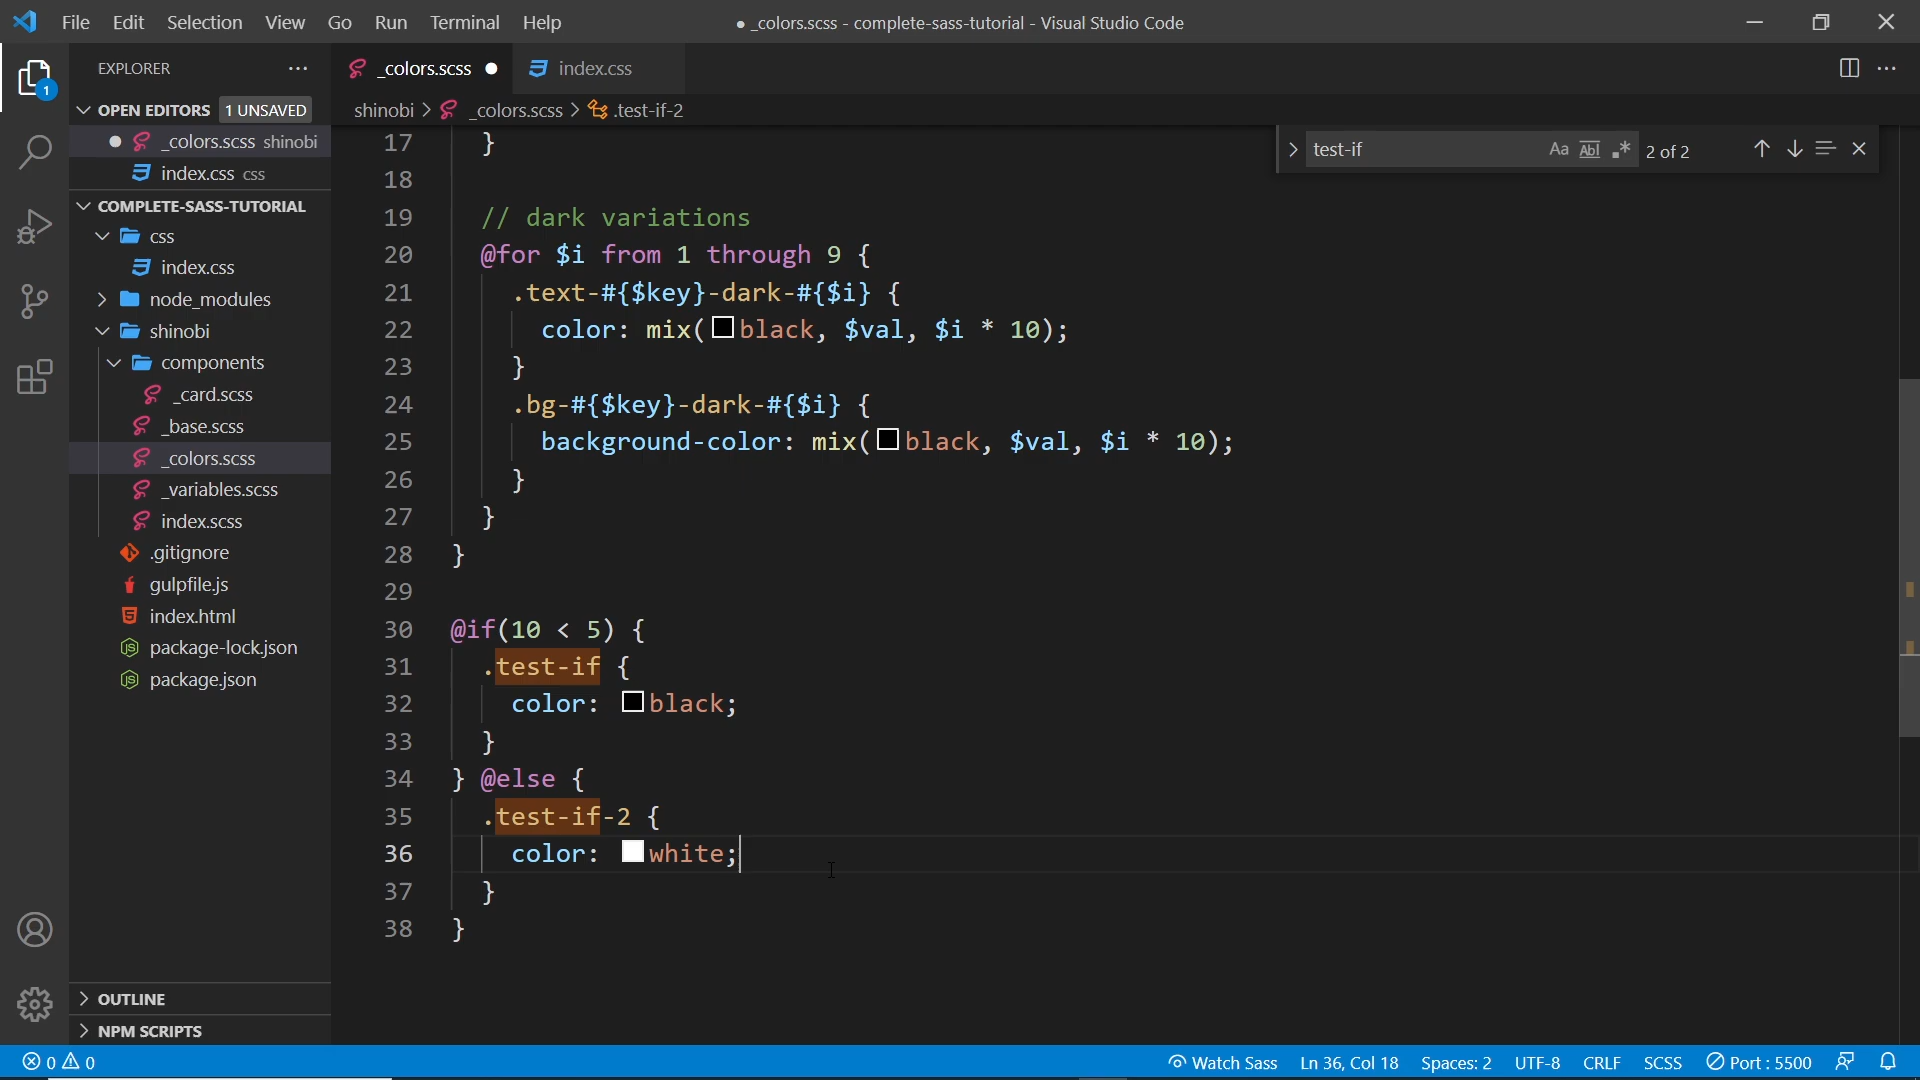 File Edit Selection View Go Run Terminal Help
● _colors.scss - complete-sass-tutorial - Visual Studio Code
EXPLORER
OPEN EDITORS 1 UNSAVED
_colors.scss shinobi
index.css css
COMPLETE-SASS-TUTORIAL
css
index.css
node_modules
shinobi
components
_card.scss
_base.scss
_colors.scss
_variables.scss
index.scss
.gitignore
gulpfile.js
index.html
package-lock.json
package.json
OUTLINE
NPM SCRIPTS
1
_colors.scss ● index.css
shinobi > _colors.scss > .test-if-2
test-if Aa Abl .* 2 of 2
17 }
18
19 // dark variations
20 @for $i from 1 through 9 {
21 .text-#{$key}-dark-#{$i} {
22 color: mix(black, $val, $i * 10);
23 }
24 .bg-#{$key}-dark-#{$i} {
25 background-color: mix(black, $val, $i * 10);
26 }
27 }
28 }
29
30 @if(10 < 5) {
31 .test-if {
32 color: black;
33 }
34 } @else {
35 .test-if-2 {
36 color: white;
37 }
38 }
0 0 Watch Sass Ln 36, Col 18 Spaces: 2 UTF-8 CRLF SCSS Port : 5500